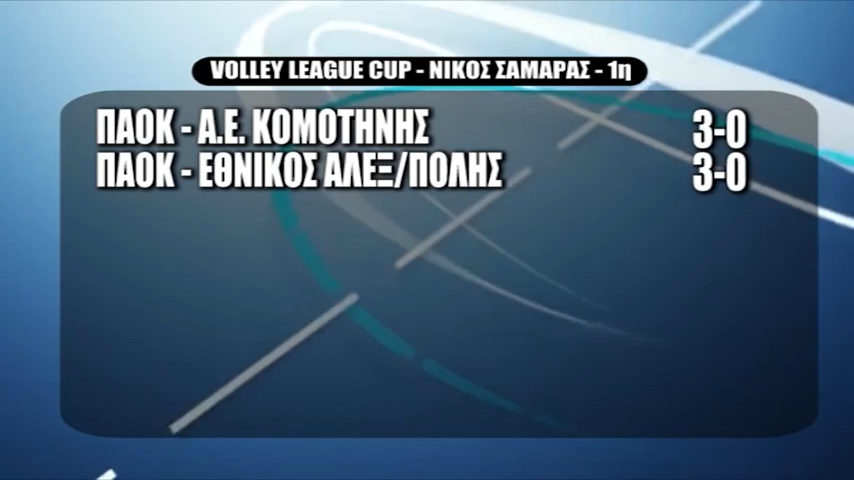 VOLLEY LEAGUE CUP - ΝΙΚΟΣ ΣΑΜΑΡΑΣ - 1η
ΠΑΟΚ - Α.Ε. ΚΟΜΟΤΗΝΗΣ 3-0
ΠΑΟΚ - ΕΘΝΙΚΟΣ ΑΛΕΞ/ΠΟΛΗΣ 3-0